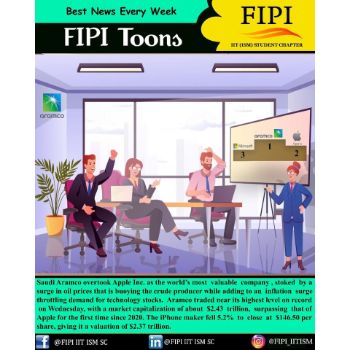 Best News Every Week
FIPI Toons
FIPI
IIT (ISM) STUDENT CHAPTER
aramco
aramco
Microsoft
Apple
3
1
2
Saudi Aramco overtook Apple Inc. as the world's most valuable company , stoked by a
surge in oil prices that is buoying the crude producer while adding to an inflation surge
throttling demand for technology stocks. Aramco traded near its highest level on record
on Wednesday, with a market capitalization of about $2.43 trillion, surpassing that of
Apple for the first time since 2020. The iPhone maker fell 5.2% to close at $146.50 per
share, giving it a valuation of $2.37 trillion.
@FIPI IIT ISM SC
@FIPI IIT ISM SC
@FIPI_IITISM